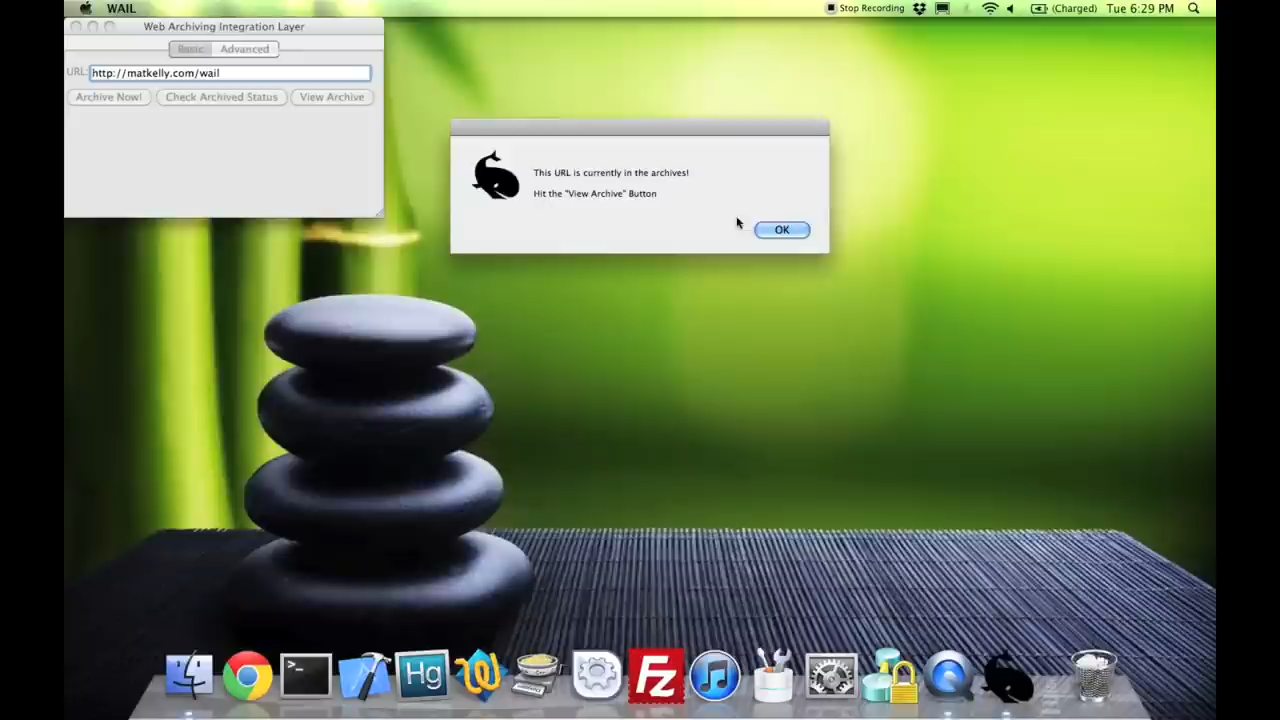 WAIL
Stop Recording
(Charged)
Tue 6:29 PM
Web Archiving Integration Layer
Basic
Advanced
URL:
http://matkelly.com/wail
Archive Now!
Check Archived Status
View Archive
This URL is currently in the archives!
Hit the "View Archive" Button
OK
>_
Hg
FZ